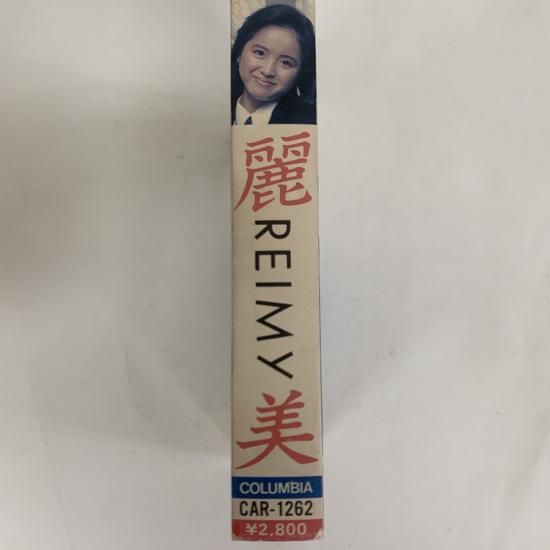 麗
REIMY
美
COLUMBIA
CAR-1262
¥2,800